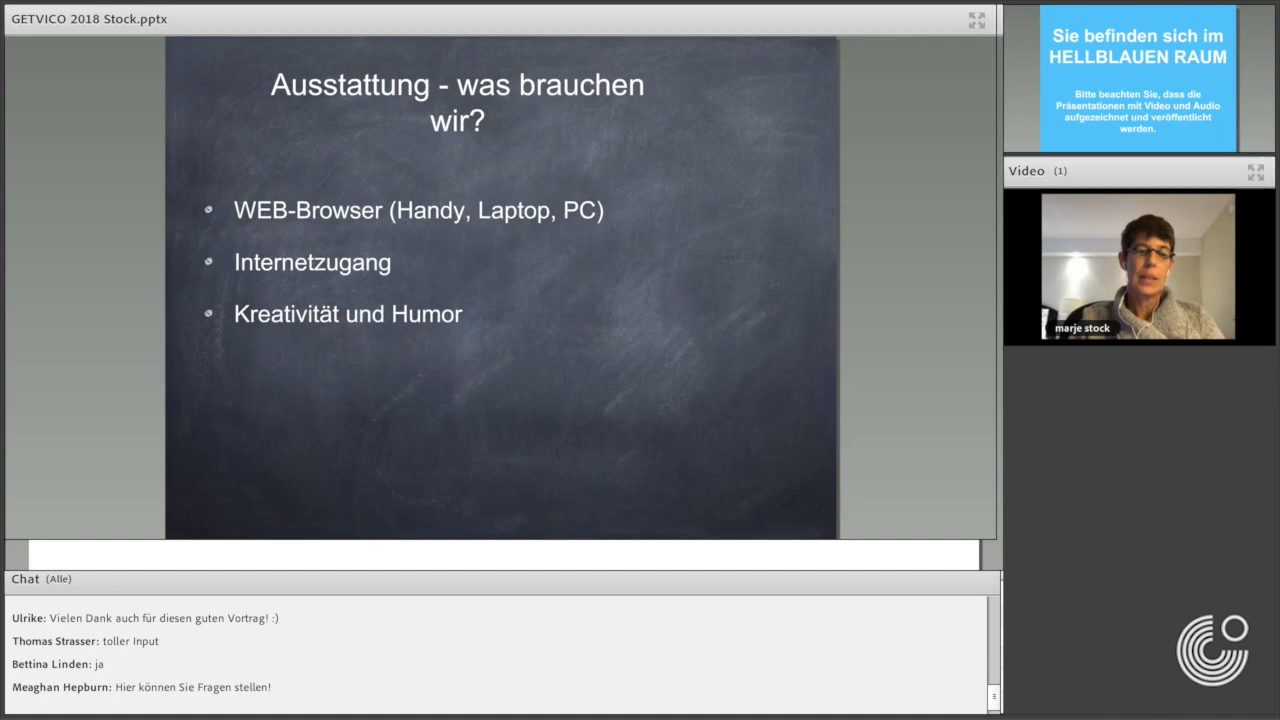 GETVICO 2018 Stock.pptx
Ausstattung - was brauchen
wir?
WEB-Browser (Handy, Laptop, PC)
Internetzugang
Kreativität und Humor
Sie befinden sich im
HELLBLAUEN RAUM
Bitte beachten Sie, dass die
Präsentationen mit Video und Audio
aufgezeichnet und veröffentlicht
werden.
Video (1)
marje stock
Chat (Alle)
Ulrike: Vielen Dank auch für diesen guten Vortrag! :)
Thomas Strasser: toller Input
Bettina Linden: ja
Meaghan Hepburn: Hier können Sie Fragen stellen!